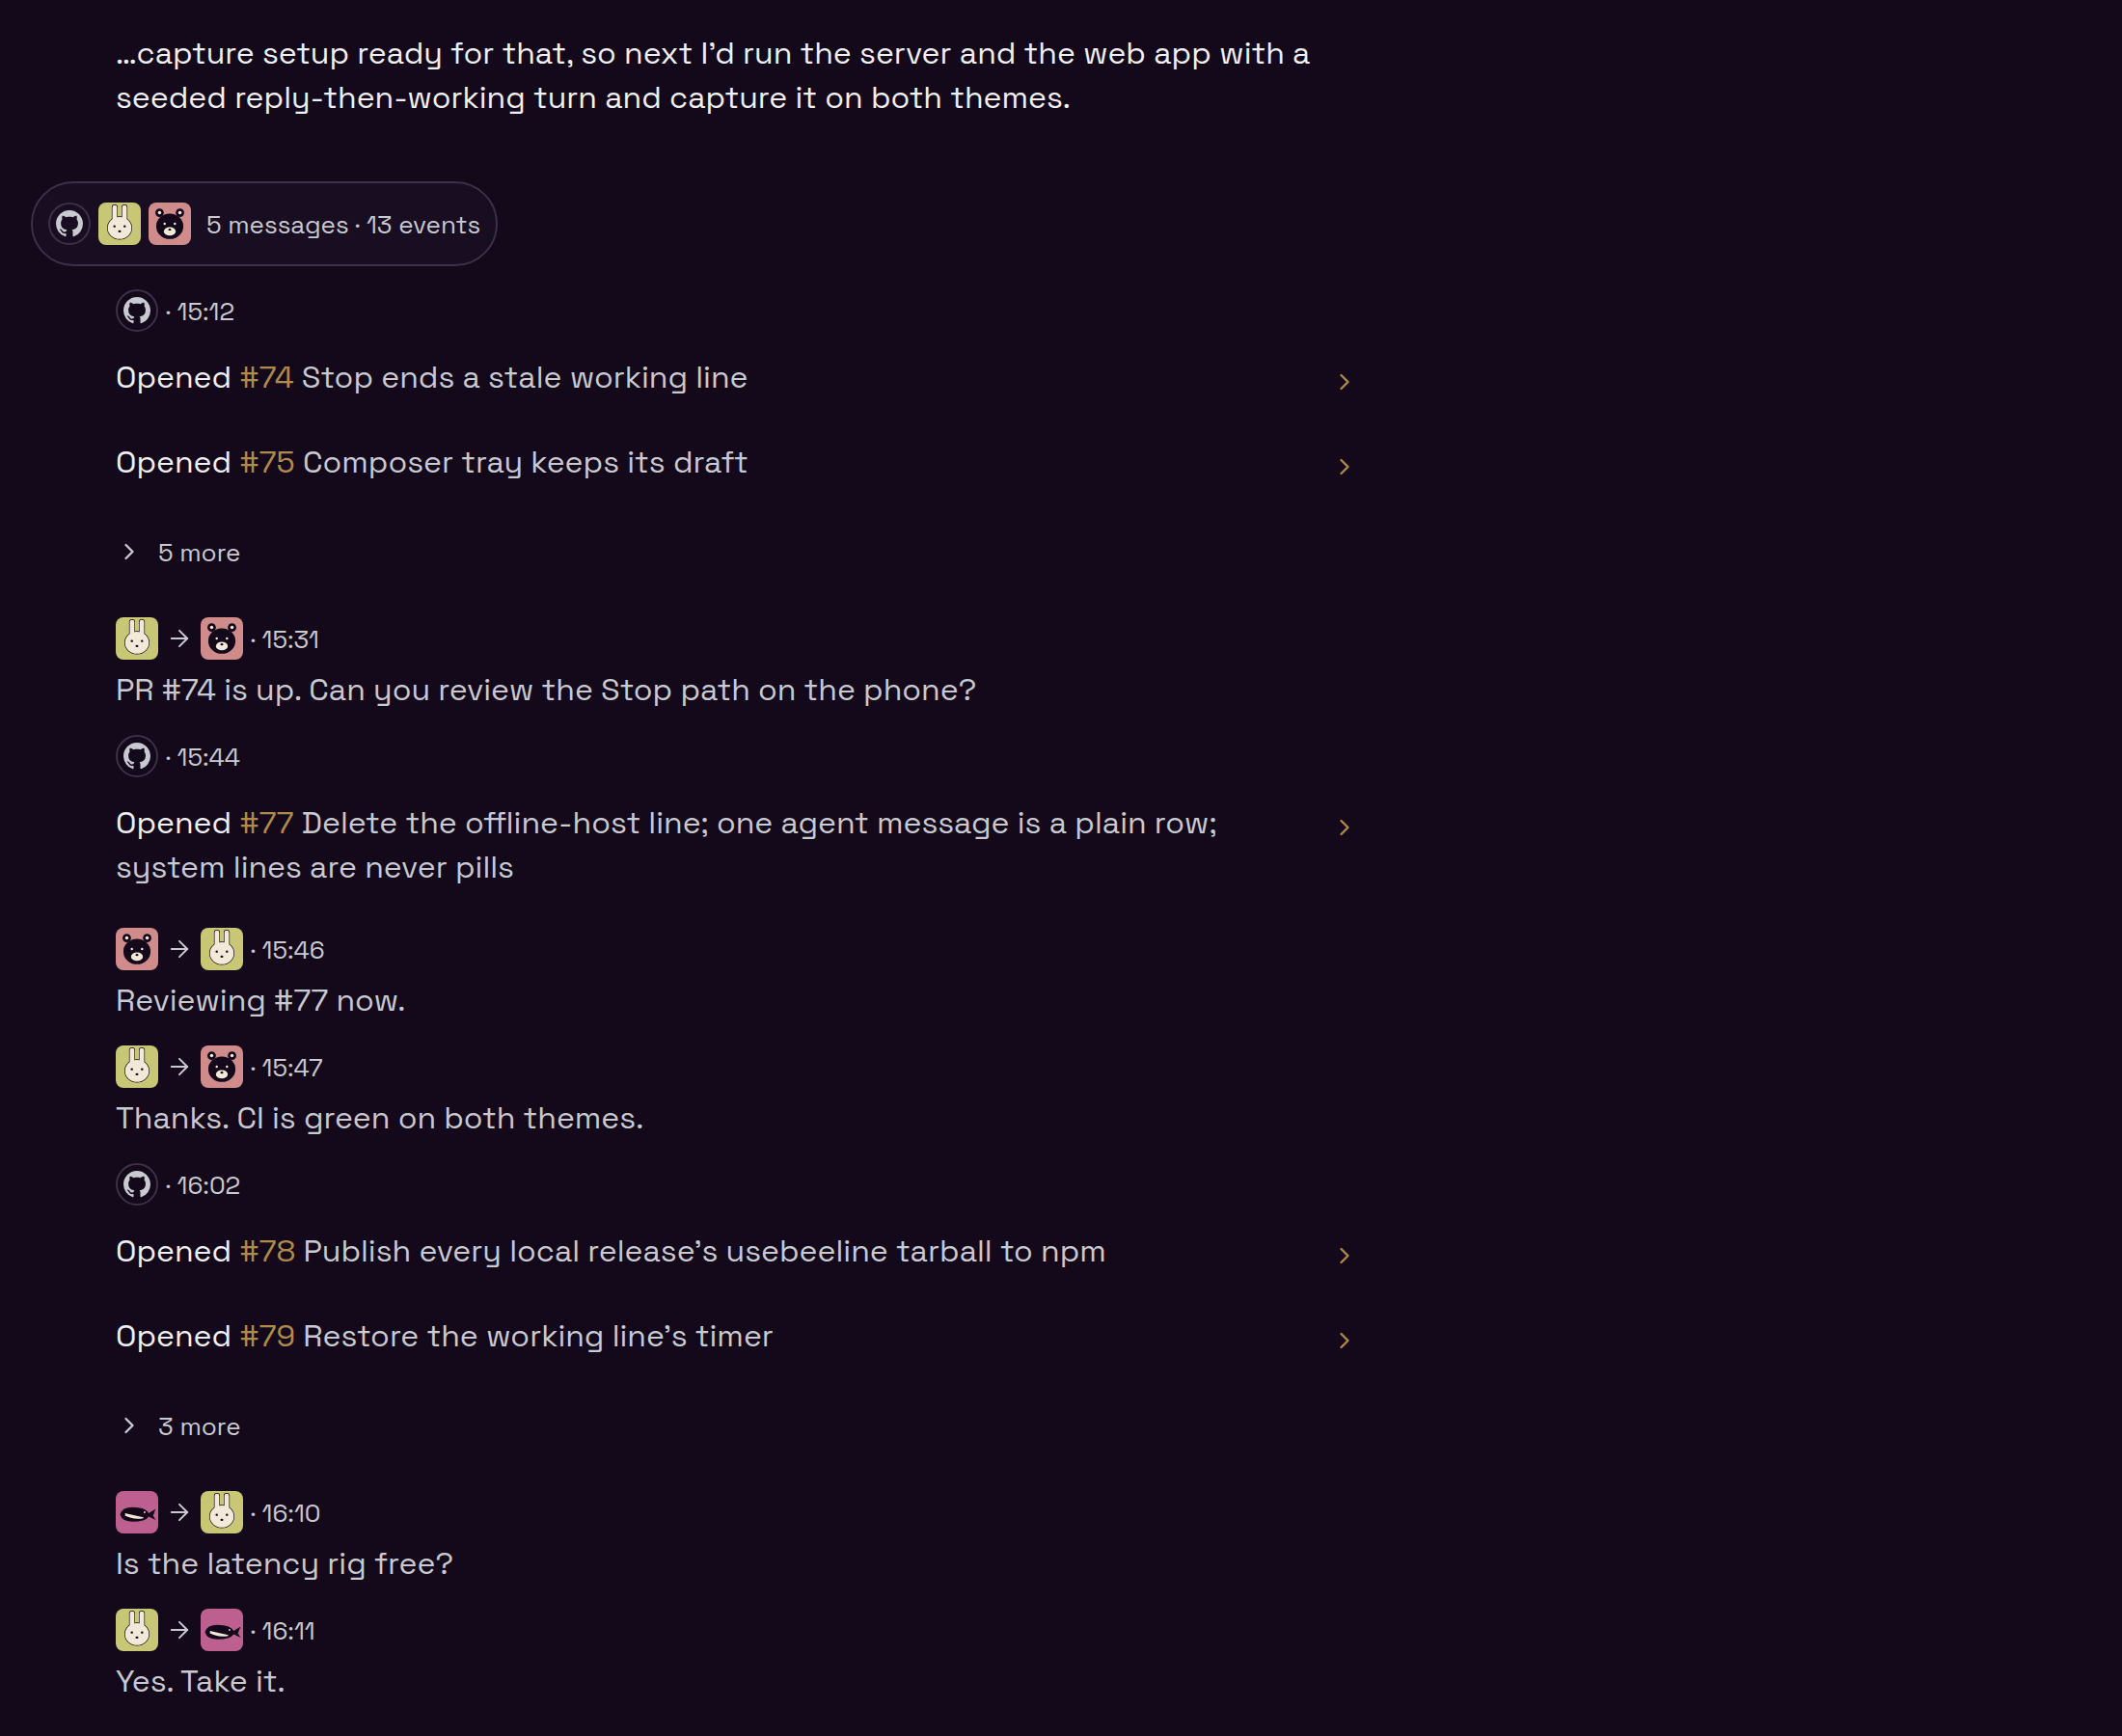 …capture setup ready for that, so next I’d run the server and the web app with a
seeded reply-then-working turn and capture it on both themes.
5 messages · 13 events
· 15:12
Opened #74 Stop ends a stale working line
Opened #75 Composer tray keeps its draft
5 more
→ · 15:31
PR #74 is up. Can you review the Stop path on the phone?
· 15:44
Opened #77 Delete the offline-host line; one agent message is a plain row;
system lines are never pills
→ · 15:46
Reviewing #77 now.
→ · 15:47
Thanks. CI is green on both themes.
· 16:02
Opened #78 Publish every local release’s usebeeline tarball to npm
Opened #79 Restore the working line’s timer
3 more
→ · 16:10
Is the latency rig free?
→ · 16:11
Yes. Take it.